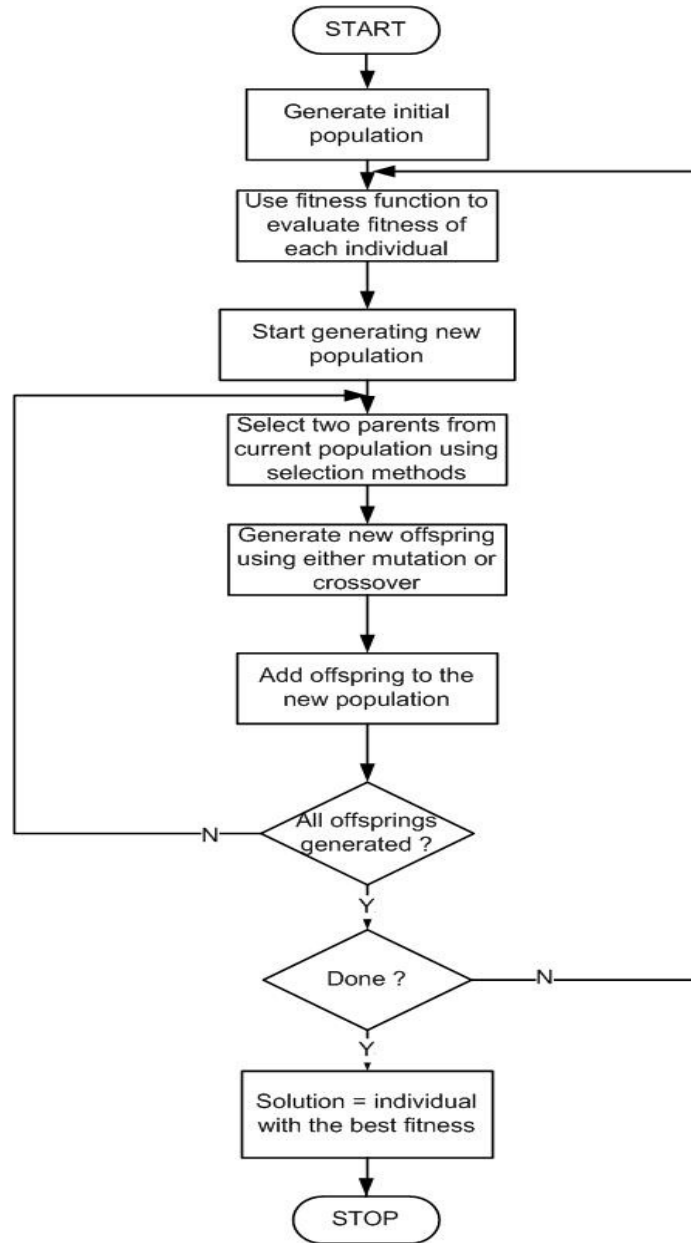 START
Generate initial
population
Use fitness function to
evaluate fitness of
each individual
Start generating new
population
Select two parents from
current population using
selection methods
Generate new offspring
using either mutation or
crossover
Add offspring to the
new population
All offsprings
generated ?
N
Y
Done ?
N
Y
Solution = individual
with the best fitness
STOP